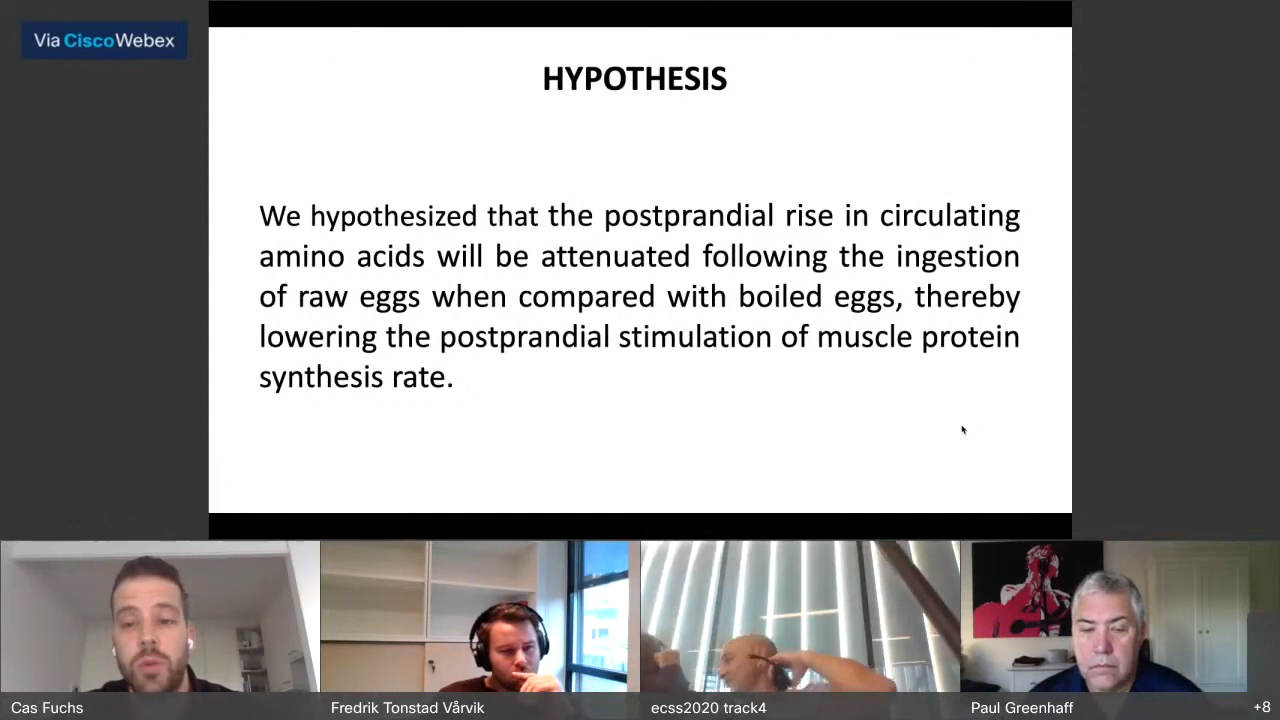 Via Cisco Webex
HYPOTHESIS
We hypothesized that the postprandial rise in circulating
amino acids will be attenuated following the ingestion
of raw eggs when compared with boiled eggs, thereby
lowering the postprandial stimulation of muscle protein
synthesis rate.
Cas Fuchs
Fredrik Tonstad Vårvik
ecss2020 track4
Paul Greenhaff
+8